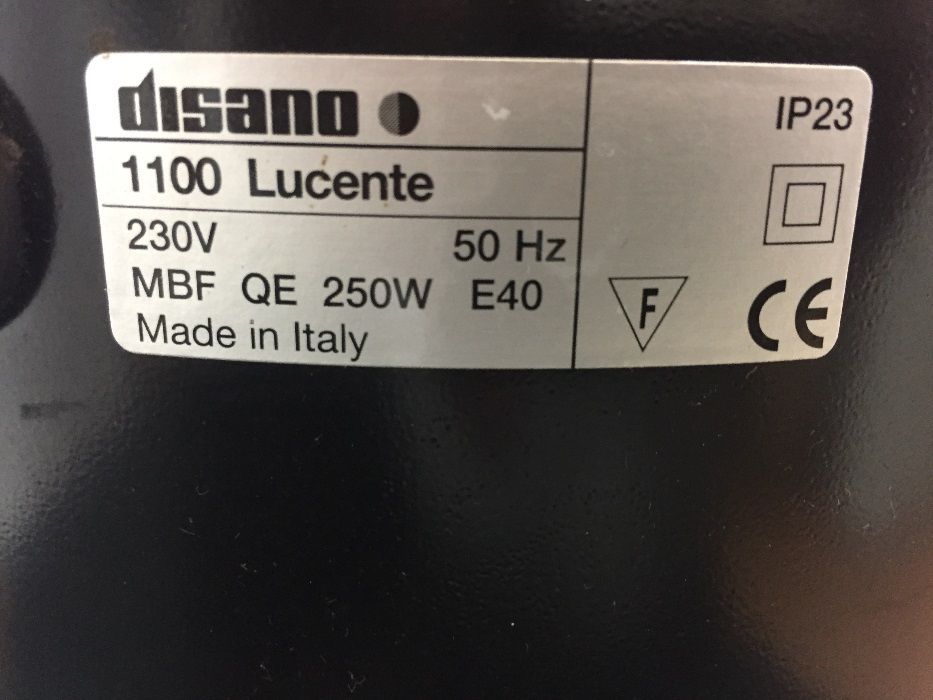 disano
1100 Lucente
230V 50 Hz
MBF QE 250W E40
Made in Italy
IP23
F
CE